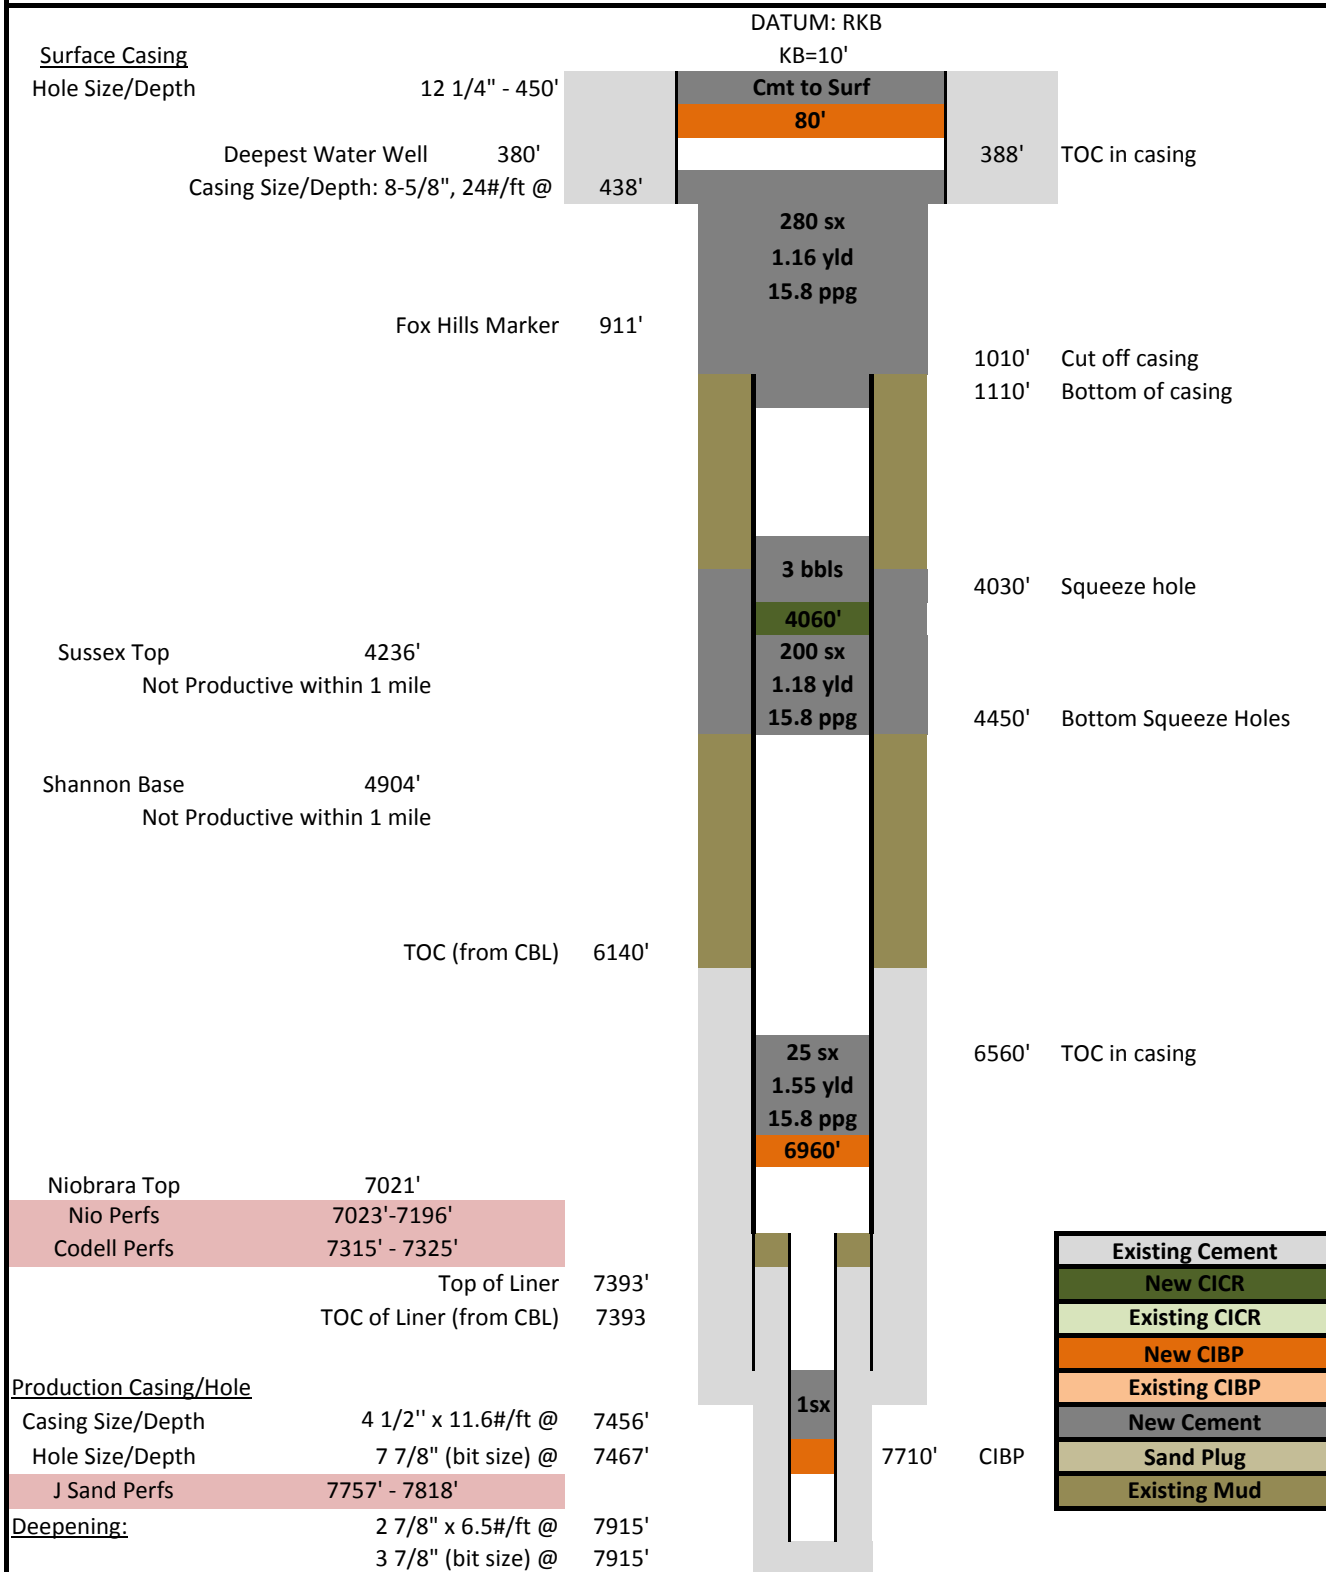 DATUM: RKB
Surface Casing KB=10'
Hole Size/Depth 12 1/4" - 450' Cmt to Surf
80'
Deepest Water Well 380' 388' TOC in casing
Casing Size/Depth: 8-5/8", 24#/ft @ 438'
280 sx
1.16 yld
15.8 ppg
Fox Hills Marker 911'
1010' Cut off casing
1110' Bottom of casing
3 bbls
4030' Squeeze hole
4060'
Sussex Top 4236' 200 sx
Not Productive within 1 mile 1.18 yld
15.8 ppg 4450' Bottom Squeeze Holes
Shannon Base 4904'
Not Productive within 1 mile
TOC (from CBL) 6140'
25 sx 6560' TOC in casing
1.55 yld
15.8 ppg
6960'
Niobrara Top 7021'
Nio Perfs 7023'-7196'
Codell Perfs 7315' - 7325' Existing Cement
Top of Liner 7393' New CICR
TOC of Liner (from CBL) 7393 Existing CICR
New CIBP
Production Casing/Hole Existing CIBP
1sx
Casing Size/Depth 4 1/2'' x 11.6#/ft @ 7456' New Cement
Hole Size/Depth 7 7/8" (bit size) @ 7467' 7710' CIBP Sand Plug
J Sand Perfs 7757' - 7818' Existing Mud
Deepening: 2 7/8" x 6.5#/ft @ 7915'
3 7/8" (bit size) @ 7915'